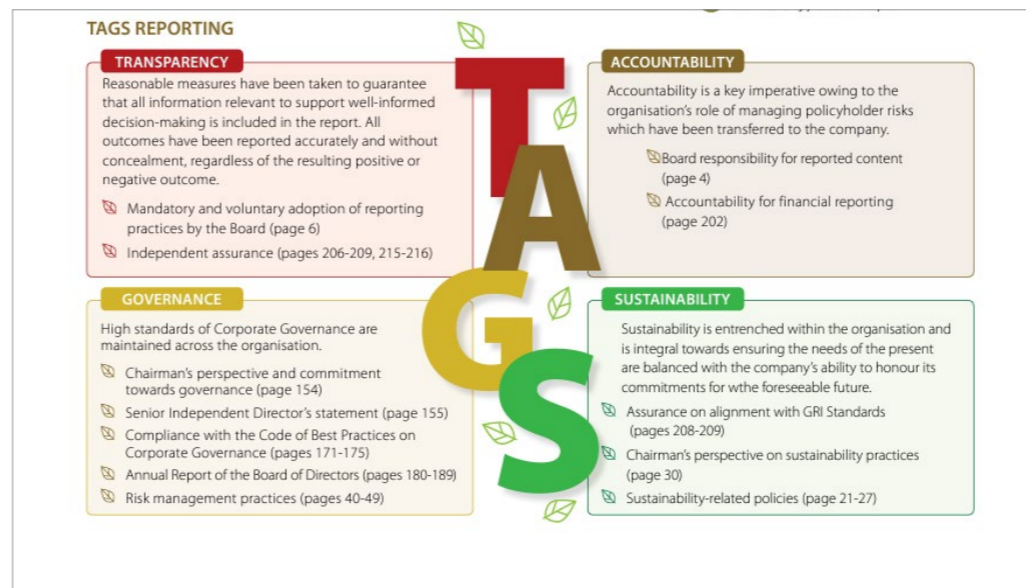 TAGS REPORTING
TRANSPARENCY
Reasonable measures have been taken to guarantee
that all information relevant to support well-informed
decision-making is included in the report. All
outcomes have been reported accurately and without
concealment, regardless of the resulting positive or
negative outcome.
Mandatory and voluntary adoption of reporting
practices by the Board (page 6)
Independent assurance (pages 206-209, 215-216)
T
A
G
S
ACCOUNTABILITY
Accountability is a key imperative owing to the
organisation's role of managing policyholder risks
which have been transferred to the company.
Board responsibility for reported content
(page 4)
Accountability for financial reporting
(page 202)
GOVERNANCE
High standards of Corporate Governance are
maintained across the organisation.
Chairman's perspective and commitment
towards governance (page 154)
Senior Independent Director's statement (page 155)
Compliance with the Code of Best Practices on
Corporate Governance (pages 171-175)
Annual Report of the Board of Directors (pages 180-189)
Risk management practices (pages 40-49)
SUSTAINABILITY
Sustainability is entrenched within the organisation and
is integral towards ensuring the needs of the present
are balanced with the company's ability to honour its
commitments for wthe foreseeable future.
Assurance on alignment with GRI Standards
(pages 208-209)
Chairman's perspective on sustainability practices
(page 30)
Sustainability-related policies (page 21-27)